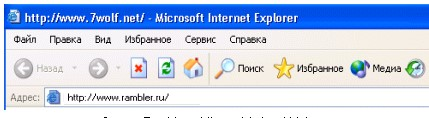 http://www.7wolf.net/ - Microsoft Internet Explorer
Файл Правка Вид Избранное Сервис Справка
Назад Поиск Избранное Медиа
Адрес: http://www.rambler.ru/